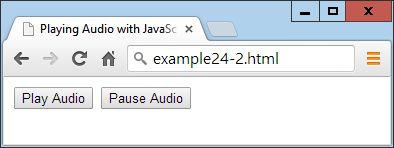 Playing Audio with JavaSc
example24-2.html
Play Audio Pause Audio